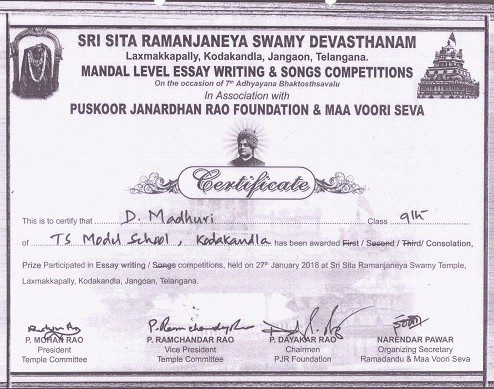 SRI SITA RAMANJANEYA SWAMY DEVASTHANAM
Laxmakkapally, Kodakandla, Jangaon, Telangana.
MANDAL LEVEL ESSAY WRITING & SONGS COMPETITIONS
On the occasion of 7th Adhyayana Bhaktosthsavalu
In Association with
PUSKOOR JANARDHAN RAO FOUNDATION & MAA VOORI SEVA
Certificate
This is to certify that D. Madhuri Class 9th
of TS Model School, Kodakandla has been awarded First / Second / Third/ Consolation,
Prize Participated in Essay writing / Songs competitions, held on 27th January 2018 at Sri Sita Ramanjaneya Swamy Temple,
Laxmakkapally, Kodakandla, Jangoan, Telangana.
P. MOHAN RAO P. RAMCHANDAR RAO P. DAYAKAR RAO NARENDAR PAWAR
President Vice President Chairmen Organizing Secretary
Temple Committee Temple Committee PJR Foundation Ramadandu & Maa Voori Seva